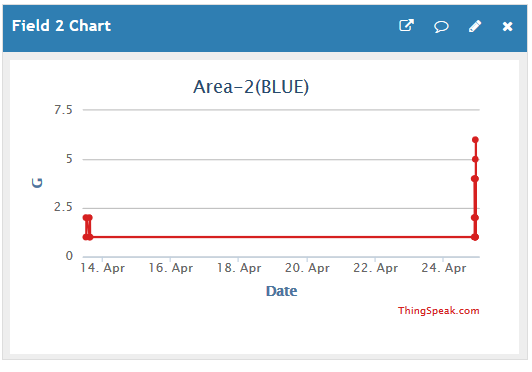 Field 2 Chart
Area-2(BLUE)
7.5
5
2.5
0
G
14. Apr 16. Apr 18. Apr 20. Apr 22. Apr 24. Apr
Date
ThingSpeak.com